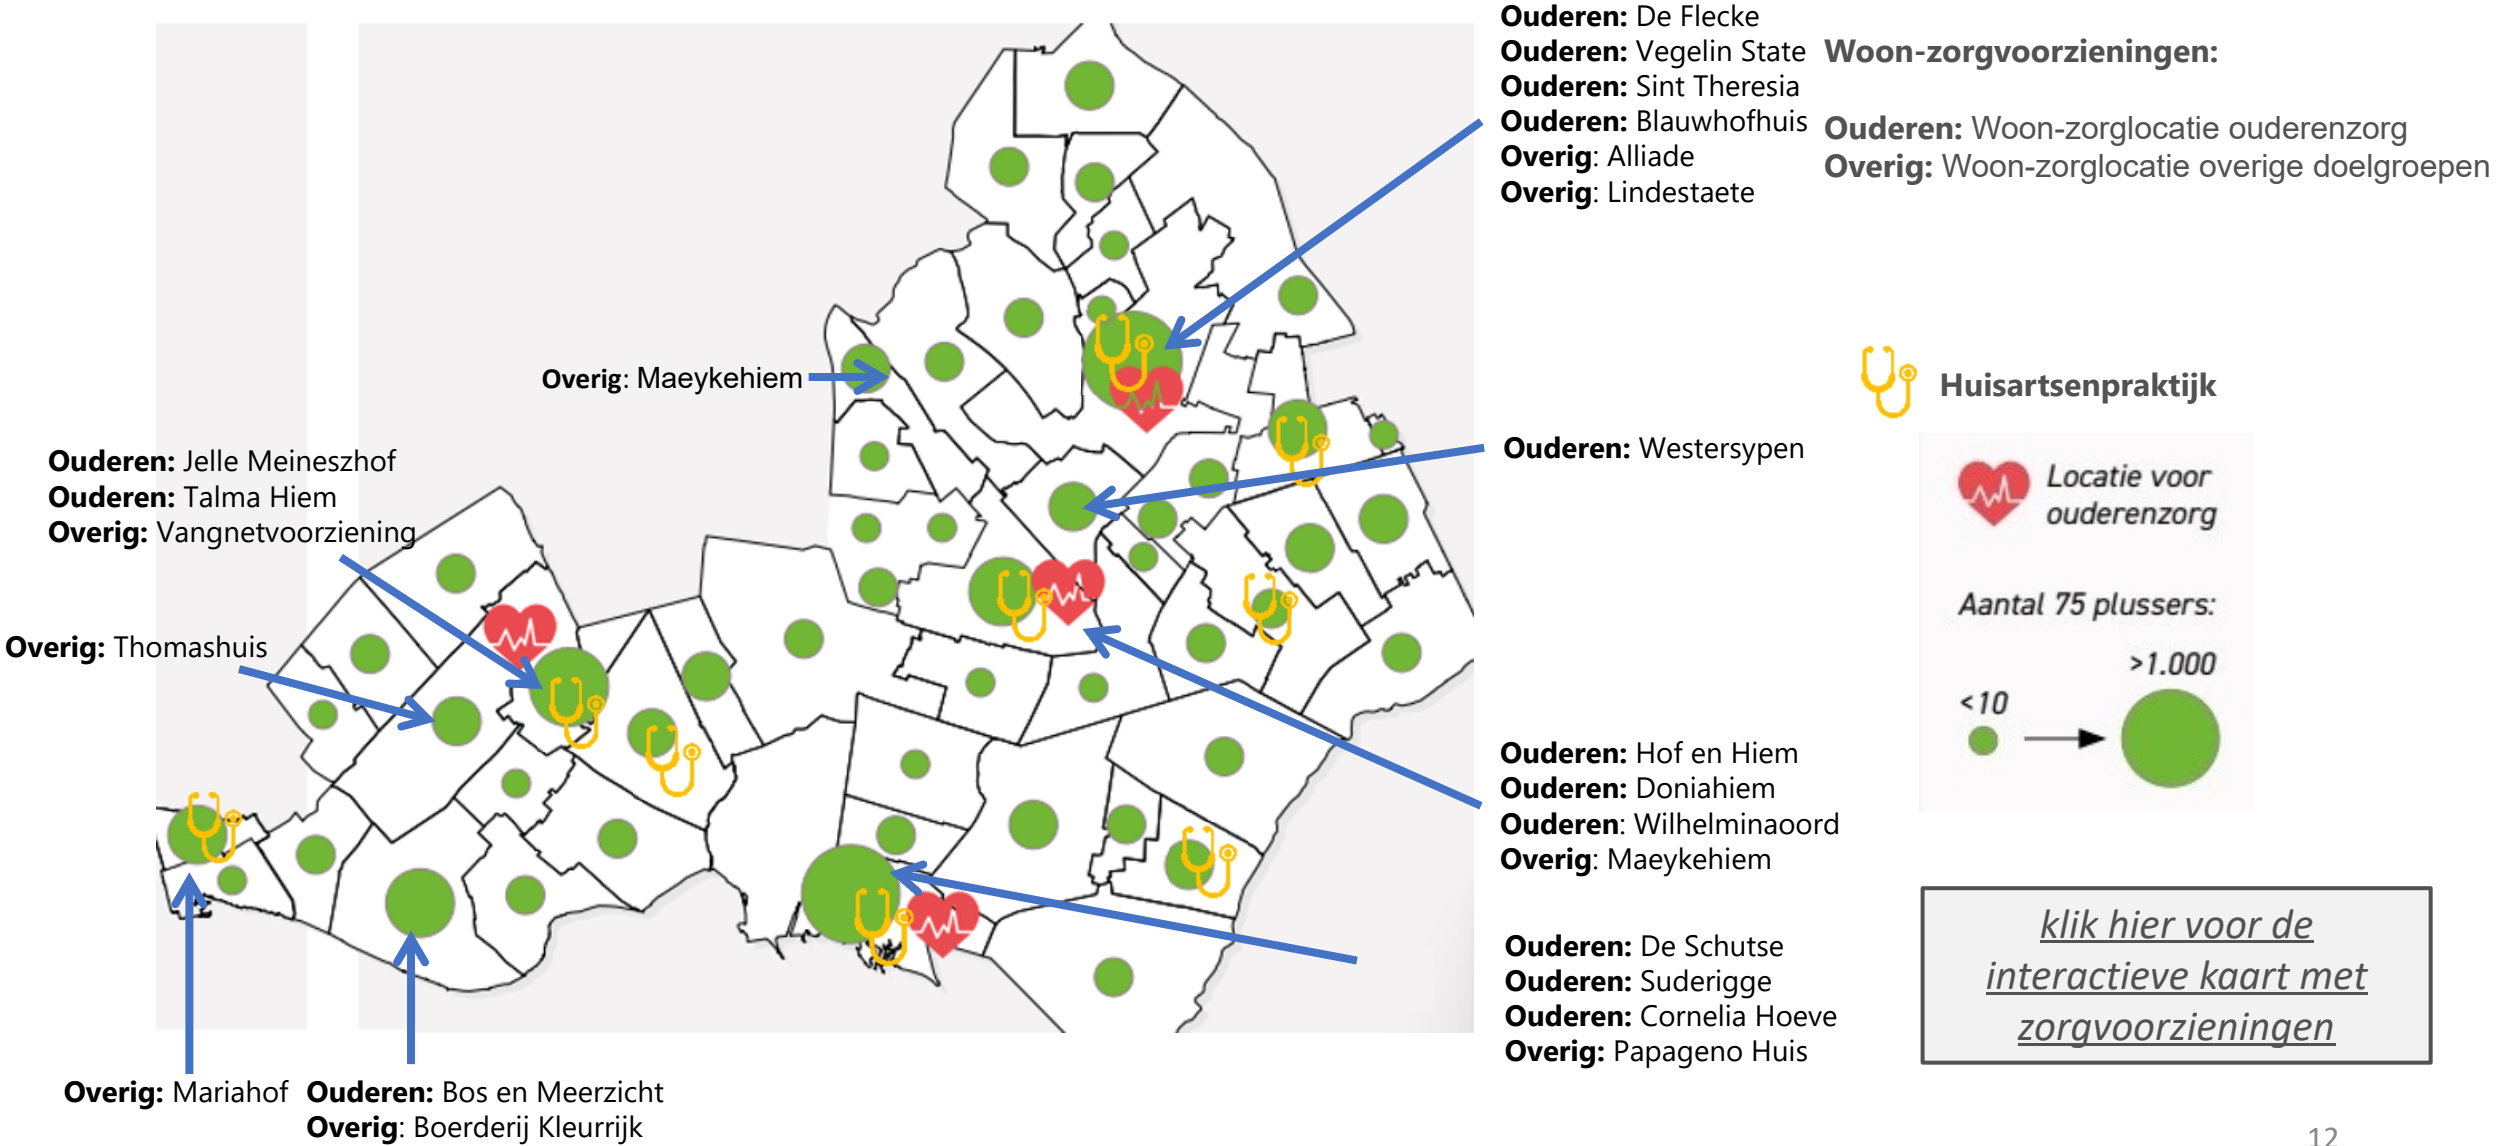 Ouderen: De Flecke
Ouderen: Vegelin State
Ouderen: Sint Theresia
Ouderen: Blauwhofhuis
Overig: Alliade
Overig: Lindestaete
Woon-zorgvoorzieningen:
Ouderen: Woon-zorglocatie ouderenzorg
Overig: Woon-zorglocatie overige doelgroepen
Overig: Maeykehiem
Huisartsenpraktijk
Ouderen: Jelle Meineszhof
Ouderen: Talma Hiem
Overig: Vangnetvoorziening
Ouderen: Westersypen
Locatie voor
ouderenzorg
Aantal 75 plussers:
>1.000
<10
Overig: Thomashuis
Ouderen: Hof en Hiem
Ouderen: Doniahiem
Ouderen: Wilhelminaoord
Overig: Maeykehiem
Ouderen: De Schutse
Ouderen: Suderigge
Ouderen: Cornelia Hoeve
Overig: Papageno Huis
klik hier voor de
interactieve kaart met
zorgvoorzieningen
Overig: Mariahof
Ouderen: Bos en Meerzicht
Overig: Boerderij Kleurrijk
12